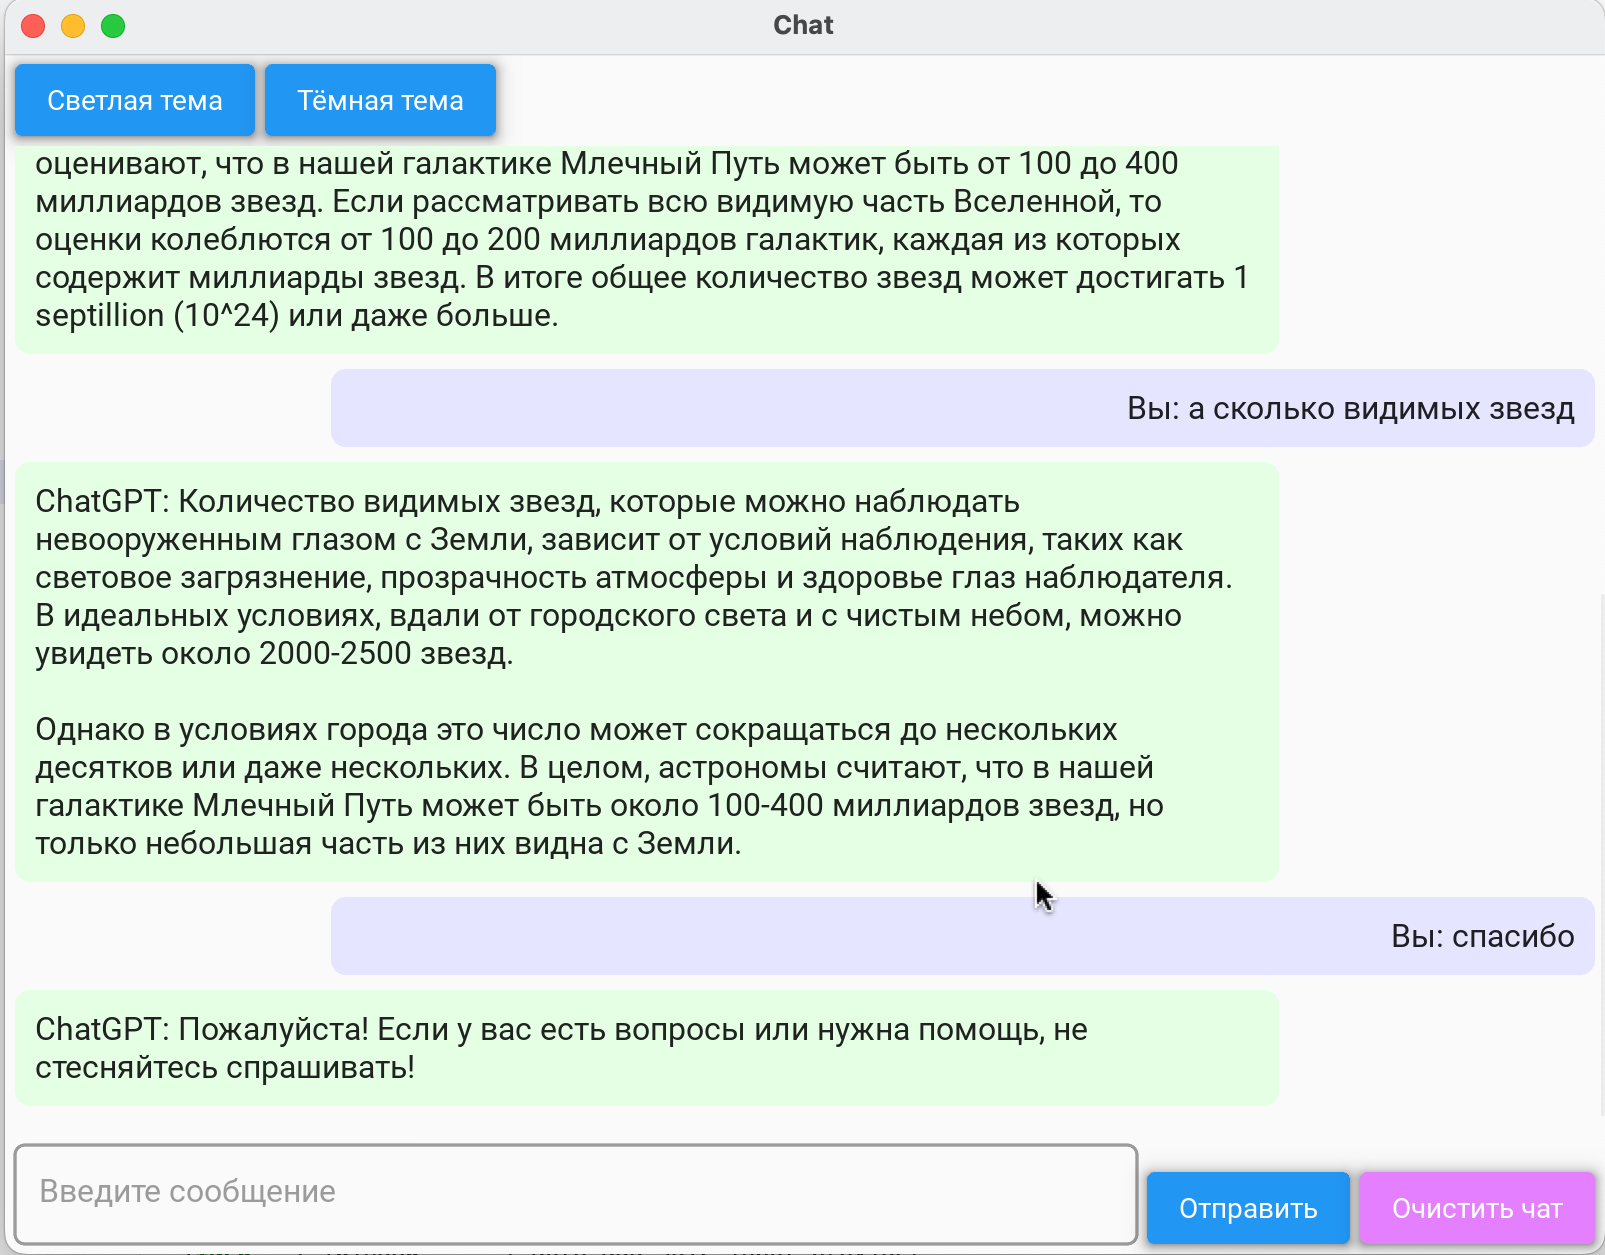 Chat
Светлая тема
Тёмная тема
оценивают, что в нашей галактике Млечный Путь может быть от 100 до 400
миллиардов звезд. Если рассматривать всю видимую часть Вселенной, то
оценки колеблются от 100 до 200 миллиардов галактик, каждая из которых
содержит миллиарды звезд. В итоге общее количество звезд может достигать 1
septillion (10^24) или даже больше.
Вы: а сколько видимых звезд
ChatGPT: Количество видимых звезд, которые можно наблюдать
невооруженным глазом с Земли, зависит от условий наблюдения, таких как
световое загрязнение, прозрачность атмосферы и здоровье глаз наблюдателя.
В идеальных условиях, вдали от городского света и с чистым небом, можно
увидеть около 2000-2500 звезд.
Однако в условиях города это число может сокращаться до нескольких
десятков или даже нескольких. В целом, астрономы считают, что в нашей
галактике Млечный Путь может быть около 100-400 миллиардов звезд, но
только небольшая часть из них видна с Земли.
Вы: спасибо
ChatGPT: Пожалуйста! Если у вас есть вопросы или нужна помощь, не
стесняйтесь спрашивать!
Введите сообщение
Отправить
Очистить чат